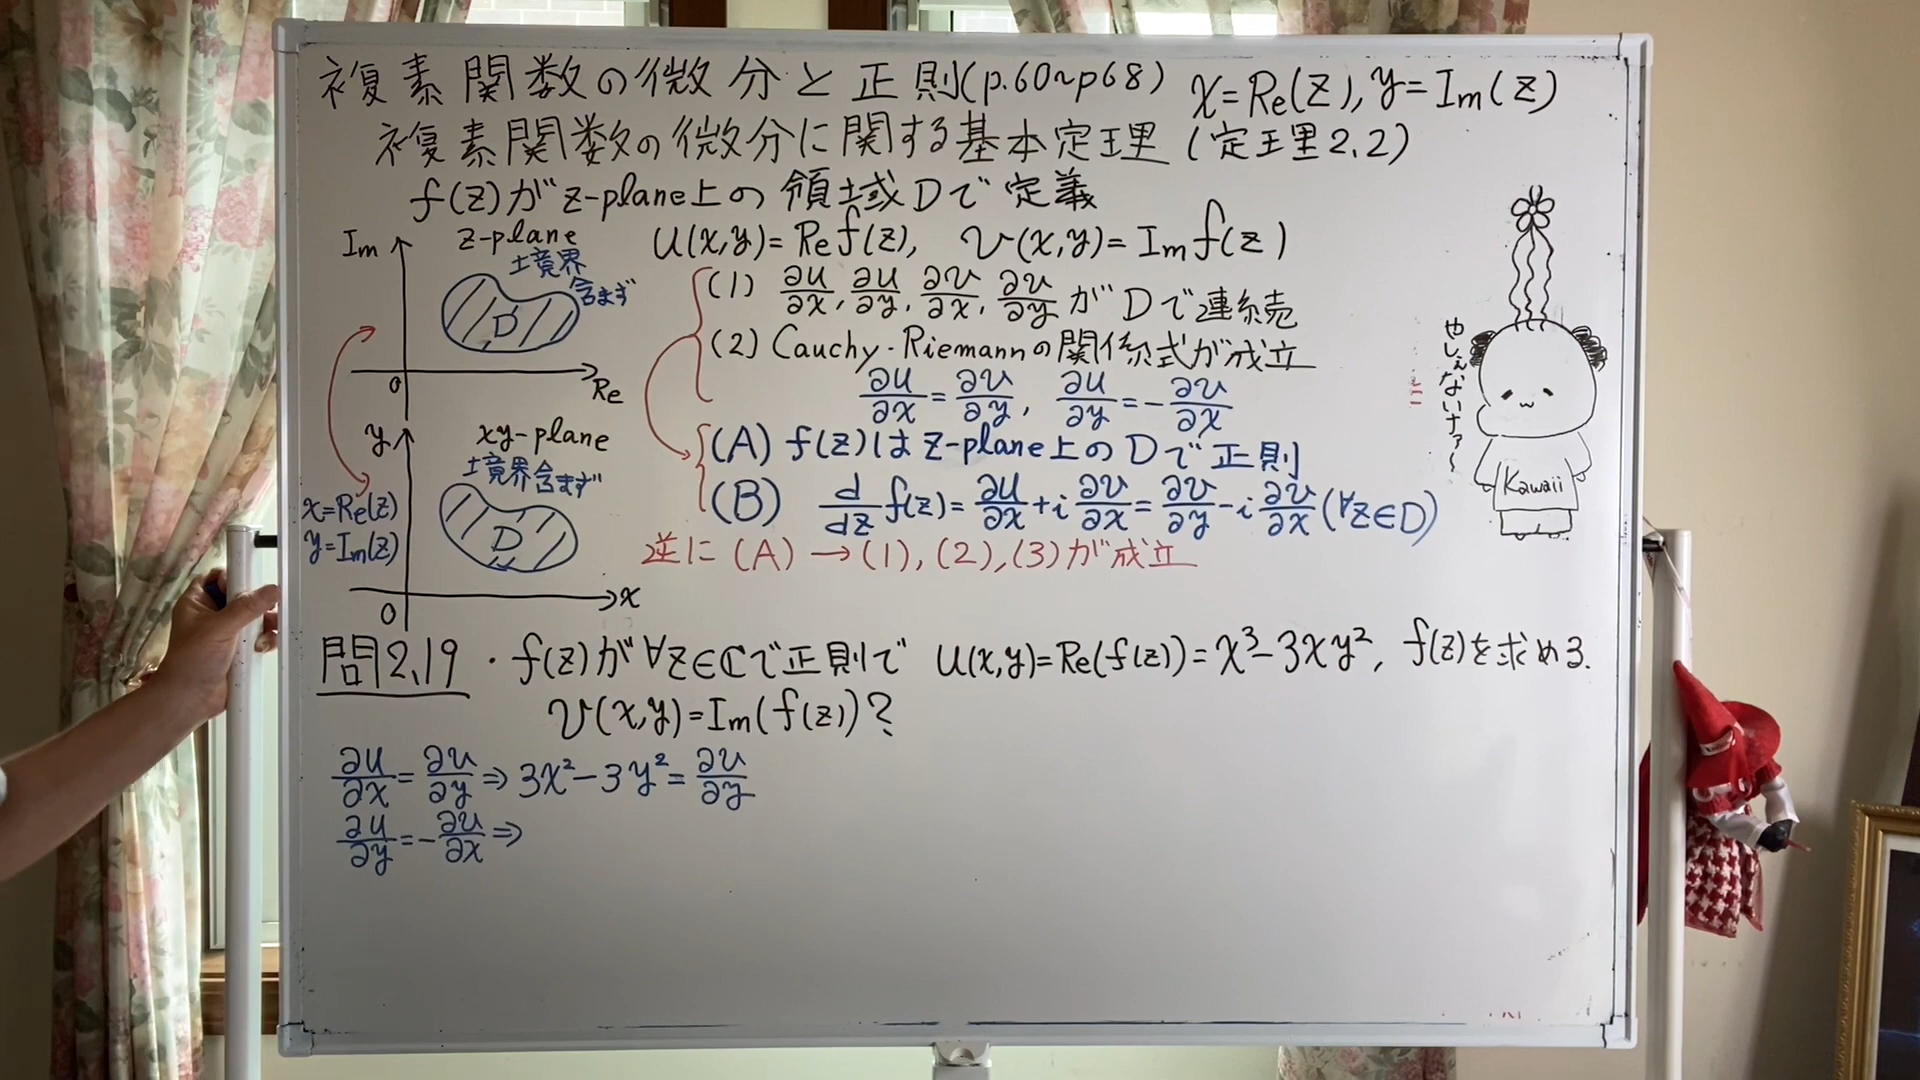 複素関数の微分と正則(p.60~p68) x=Re(z), y=Im(z)
複素関数の微分に関する基本定理 (定理2.2)
f(z)がz-plane上の領域Dで定義
Im
z-plane
境界
含まず
D
0
Re
u(x,y)=Re f(z), v(x,y)=Im f(z)
(1) ∂u/∂x, ∂u/∂y, ∂v/∂x, ∂v/∂y がDで連続
(2) Cauchy・Riemannの関係式が成立
∂u/∂x=∂v/∂y, ∂u/∂y=-∂v/∂x
y
xy-plane
境界含まず
D
x=Re(z)
y=Im(z)
0
x
(A) f(z)はz-plane上のDで正則
(B) d/dz f(z)=∂u/∂x+i ∂v/∂x=∂v/∂y-i ∂v/∂x (∀z∈D)
逆に (A) → (1), (2), (3)が成立
やしえないナァ〜
Kawaii
問2.19 ・f(z)が∀z∈ℂで正則で u(x,y)=Re(f(z))=x³-3xy², f(z)を求める.
v(x,y)=Im(f(z))?
∂u/∂x=∂v/∂y⇒3x²-3y²=∂v/∂y
∂u/∂y=-∂v/∂x⇒